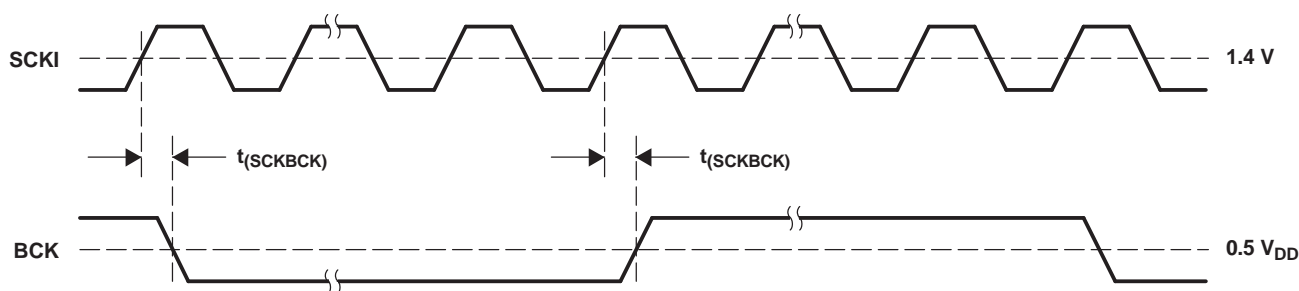 SCKI
1.4 V
t(SCKBCK)
t(SCKBCK)
BCK
0.5 VDD